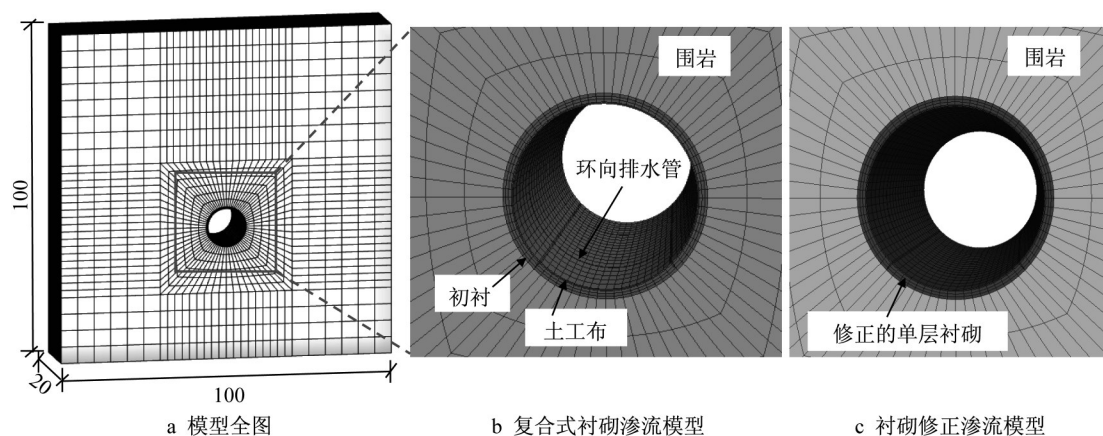 100
20
100
围岩
环向排水管
初衬
土工布
围岩
修正的单层衬砌
a 模型全图
b 复合式衬砌渗流模型
c 衬砌修正渗流模型